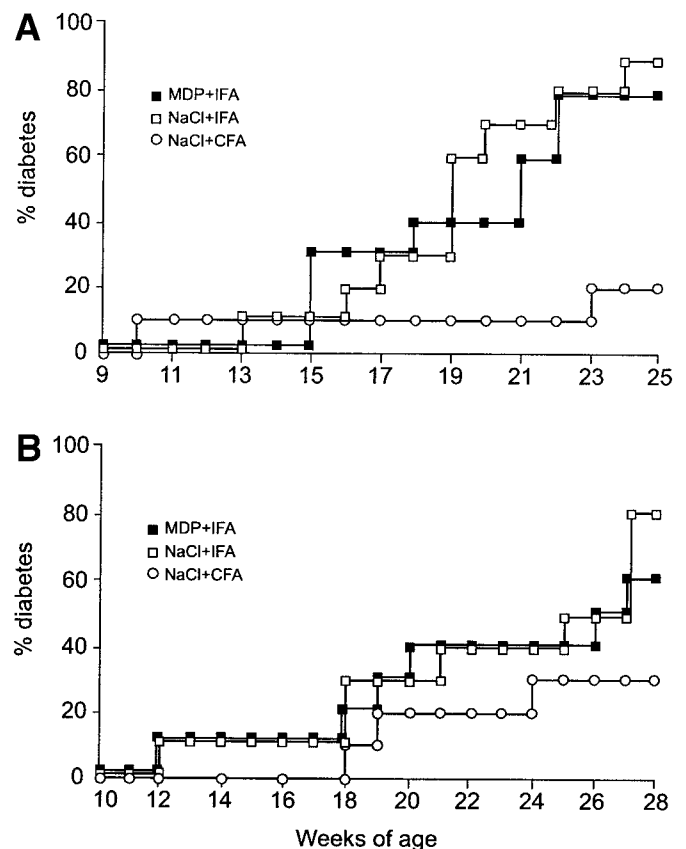 A
100
80
60
40
20
0
% diabetes
MDP+IFA
NaCl+IFA
NaCl+CFA
9 11 13 15 17 19 21 23 25
B
100
80
60
40
20
0
% diabetes
MDP+IFA
NaCl+IFA
NaCl+CFA
10 12 14 16 18 20 22 24 26 28
Weeks of age